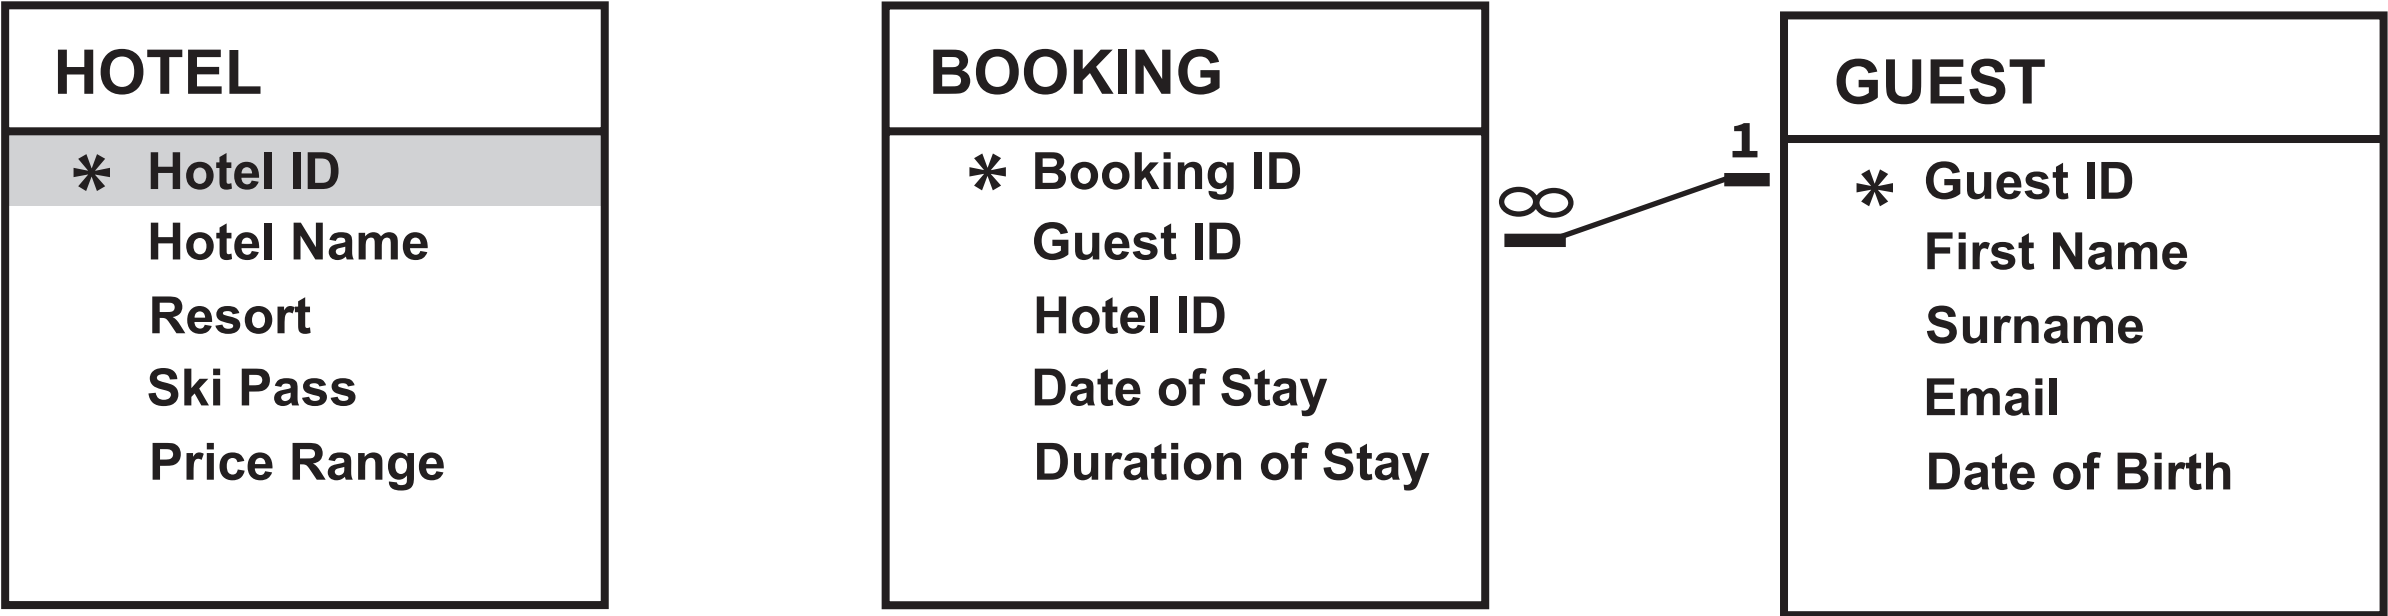 HOTEL
* Hotel ID
Hotel Name
Resort
Ski Pass
Price Range
BOOKING
* Booking ID
Guest ID
Hotel ID
Date of Stay
Duration of Stay
∞
1
GUEST
* Guest ID
First Name
Surname
Email
Date of Birth